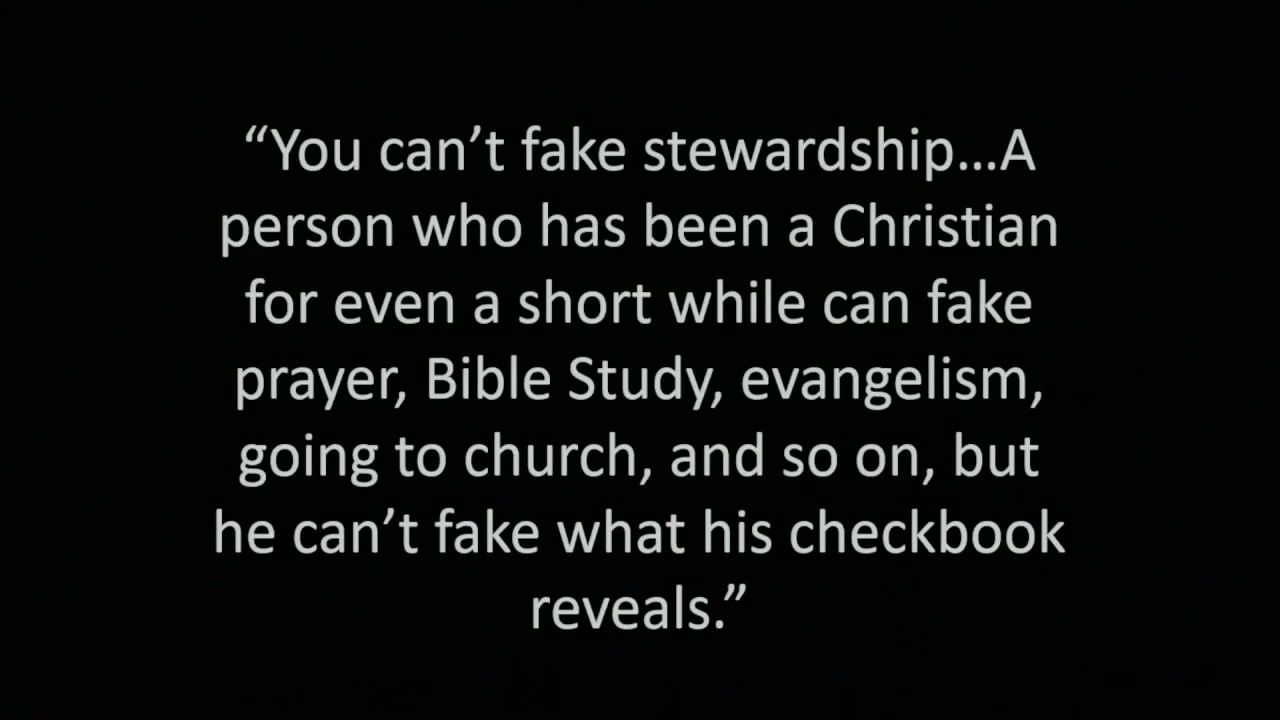 “You can’t fake stewardship...A
person who has been a Christian
for even a short while can fake
prayer, Bible Study, evangelism,
going to church, and so on, but
he can’t fake what his checkbook
reveals.”